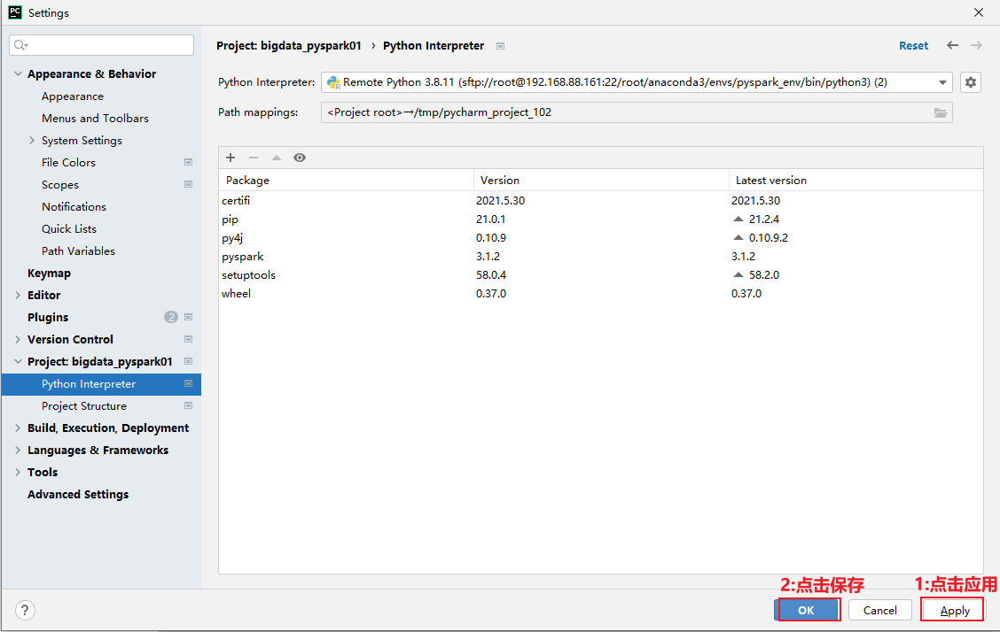 PC Settings
Project: bigdata_pyspark01 › Python Interpreter
Reset
Appearance & Behavior
Appearance
Menus and Toolbars
System Settings
File Colors
Scopes
Notifications
Quick Lists
Path Variables
Keymap
Editor
Plugins 2
Version Control
Project: bigdata_pyspark01
Python Interpreter
Project Structure
Build, Execution, Deployment
Languages & Frameworks
Tools
Advanced Settings
Python Interpreter: Remote Python 3.8.11 (sftp://root@192.168.88.161:22/root/anaconda3/envs/pyspark_env/bin/python3) (2)
Path mappings: <Project root>→/tmp/pycharm_project_102
Package Version Latest version
certifi 2021.5.30 2021.5.30
pip 21.0.1 21.2.4
py4j 0.10.9 0.10.9.2
pyspark 3.1.2 3.1.2
setuptools 58.0.4 58.2.0
wheel 0.37.0 0.37.0
2:点击保存 1:点击应用
? OK Cancel Apply